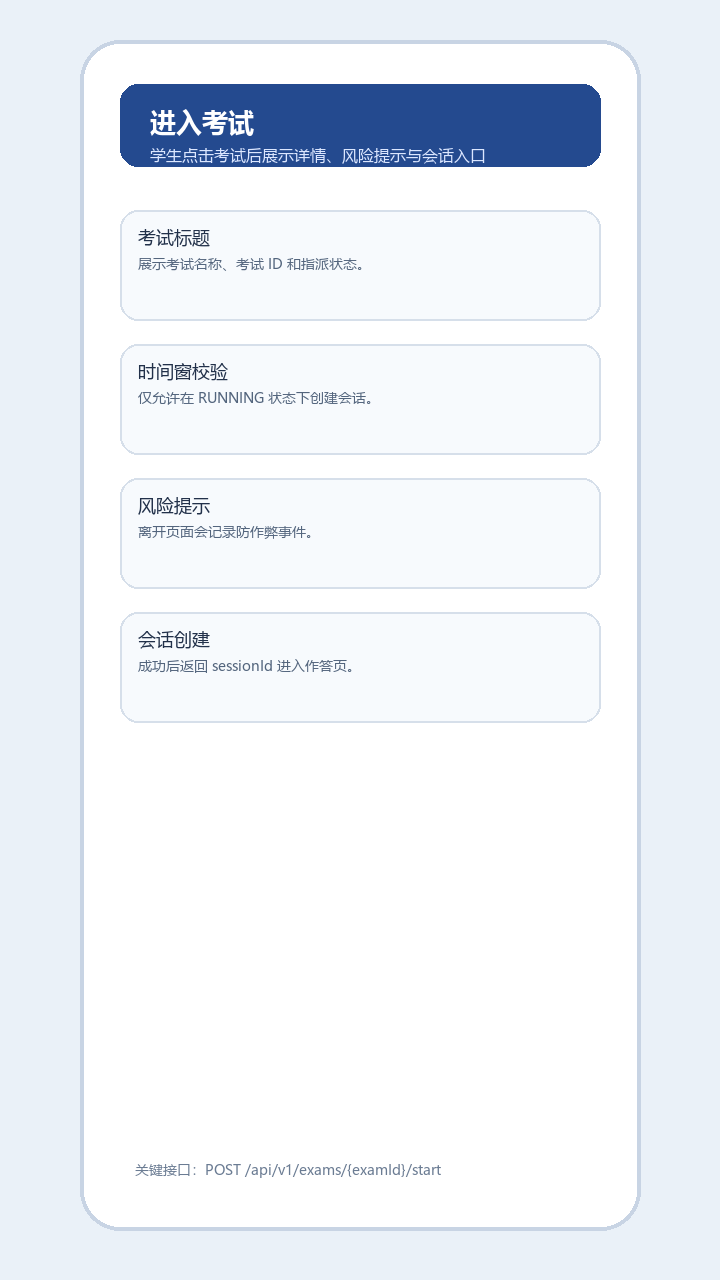 进入考试
学生点击考试后展示详情、风险提示与会话入口
考试标题
展示考试名称、考试 ID 和指派状态。
时间窗校验
仅允许在 RUNNING 状态下创建会话。
风险提示
离开页面会记录防作弊事件。
会话创建
成功后返回 sessionId 进入作答页。
关键接口：POST /api/v1/exams/{examId}/start